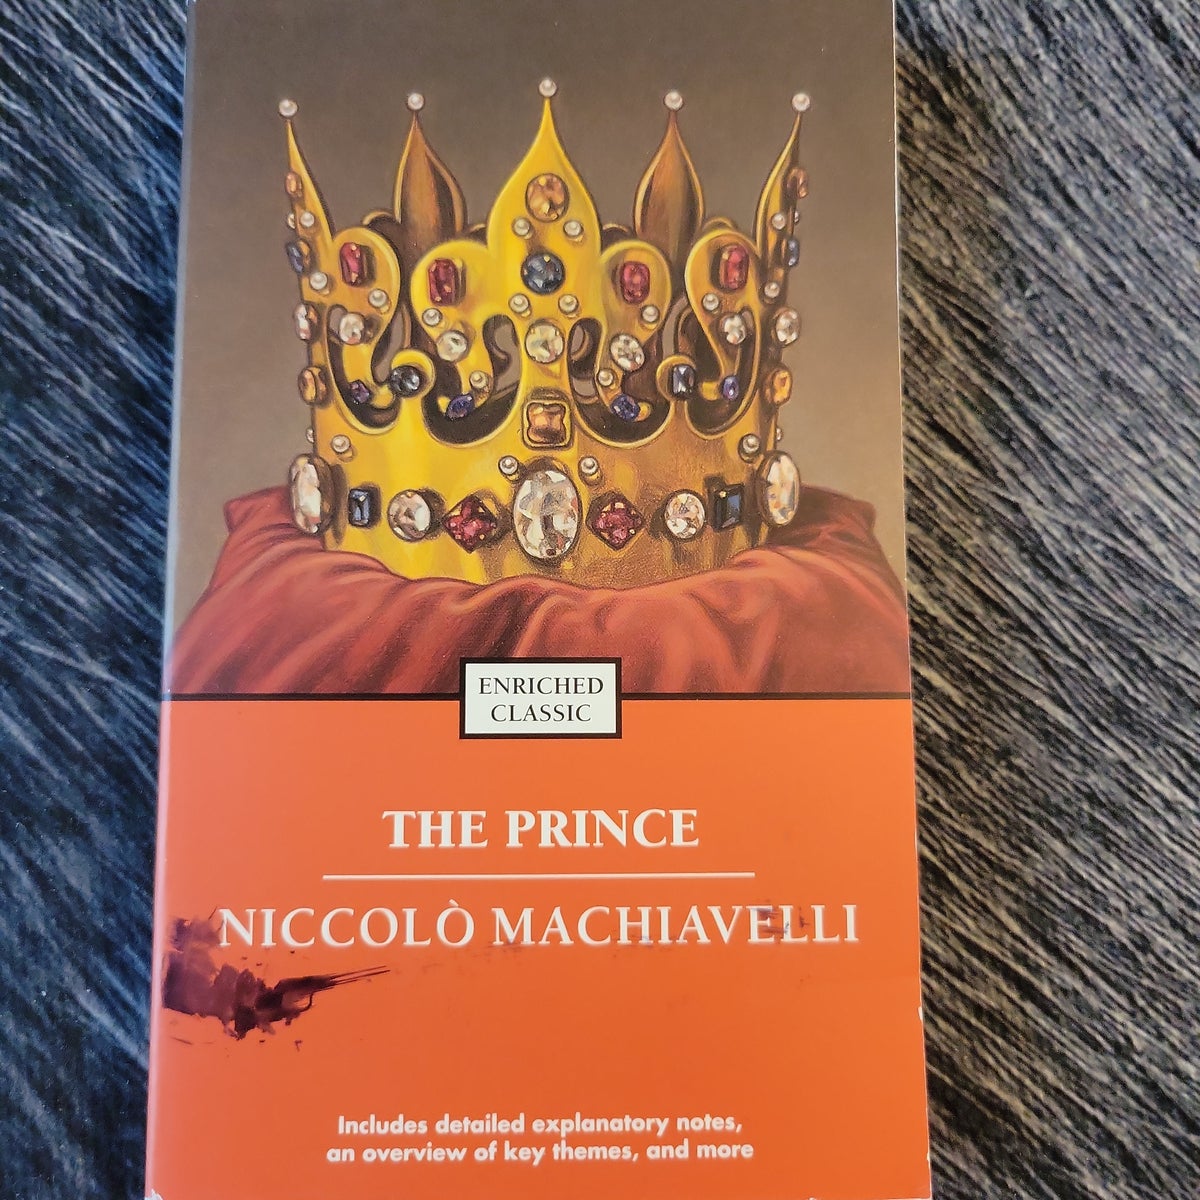 ENRICHED
CLASSIC
THE PRINCE
NICCOLÒ MACHIAVELLI
Includes detailed explanatory notes,
an overview of key themes, and more